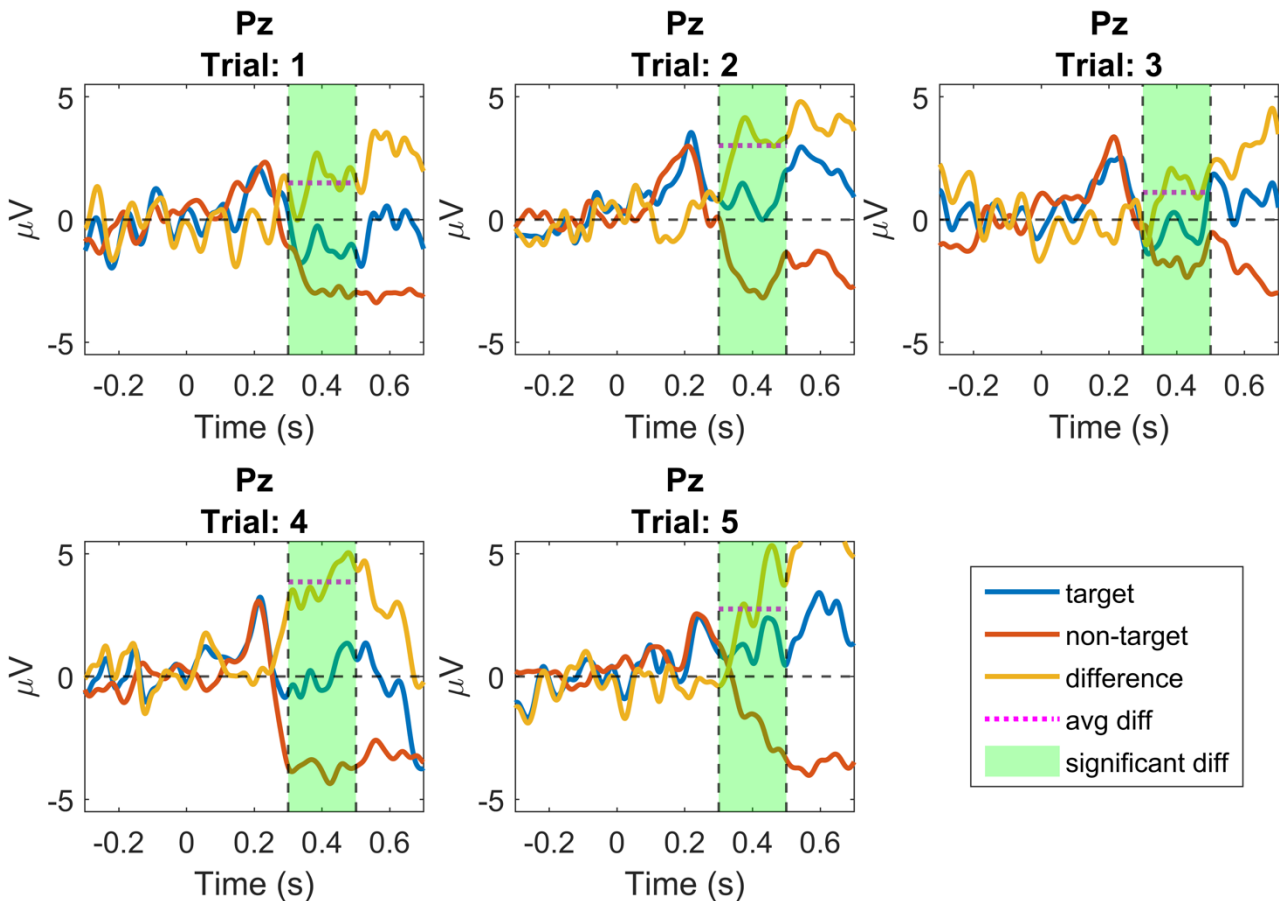 Pz
Trial: 1
5
0
-5
μV
-0.2 0 0.2 0.4 0.6
Time (s)
Pz
Trial: 2
5
0
-5
μV
-0.2 0 0.2 0.4 0.6
Time (s)
Pz
Trial: 3
5
0
-5
μV
-0.2 0 0.2 0.4 0.6
Time (s)
Pz
Trial: 4
5
0
-5
μV
-0.2 0 0.2 0.4 0.6
Time (s)
Pz
Trial: 5
5
0
-5
μV
-0.2 0 0.2 0.4 0.6
Time (s)
target
non-target
difference
avg diff
significant diff